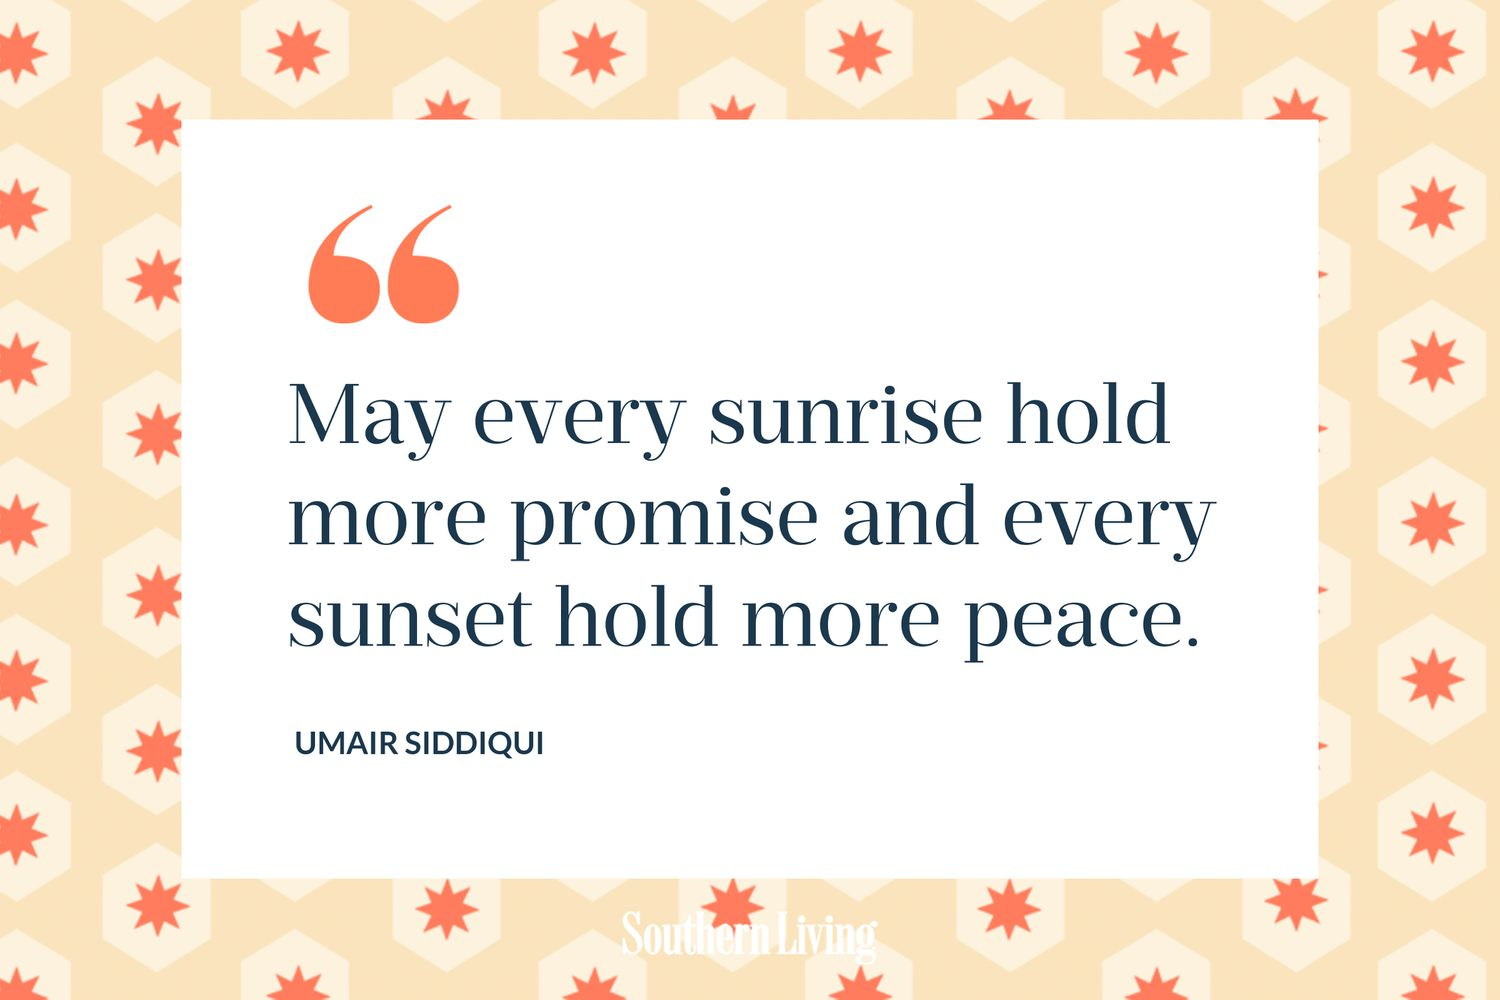 “
May every sunrise hold
more promise and every
sunset hold more peace.
UMAIR SIDDIQUI
Southern Living